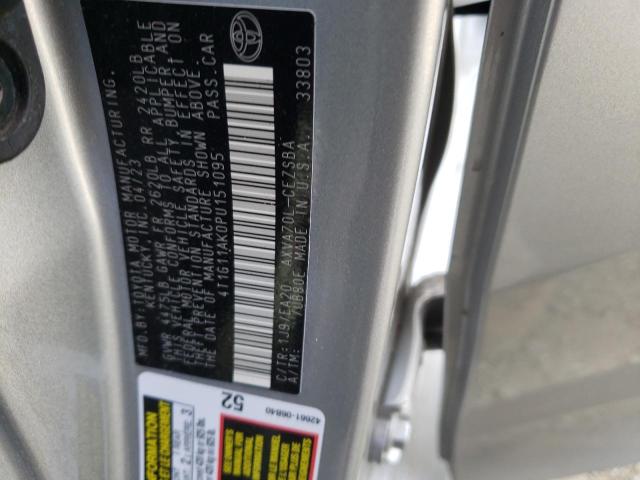 MFD.BY:TOYOTA MOTOR MANUFACTURING,
KENTUCKY, INC. 04/23
GVWR 4475LB GAWR FR 2620LB RR 2420LB
THIS VEHICLE CONFORMS TO ALL APPLICABLE
FEDERAL MOTOR VEHICLE SAFETY, BUMPER AND
THEFT PREVENTION STANDARDS IN EFFECT ON
THE DATE OF MANUFACTURE SHOWN ABOVE.
4T1G11AK0PU151095 PASS.CAR
C/TR:1J9/EA20 AXVA70L-CEZSBA
A/TM: /UB80E MADE IN U.S.A. 33803
52
42661-06840
INFORMATION